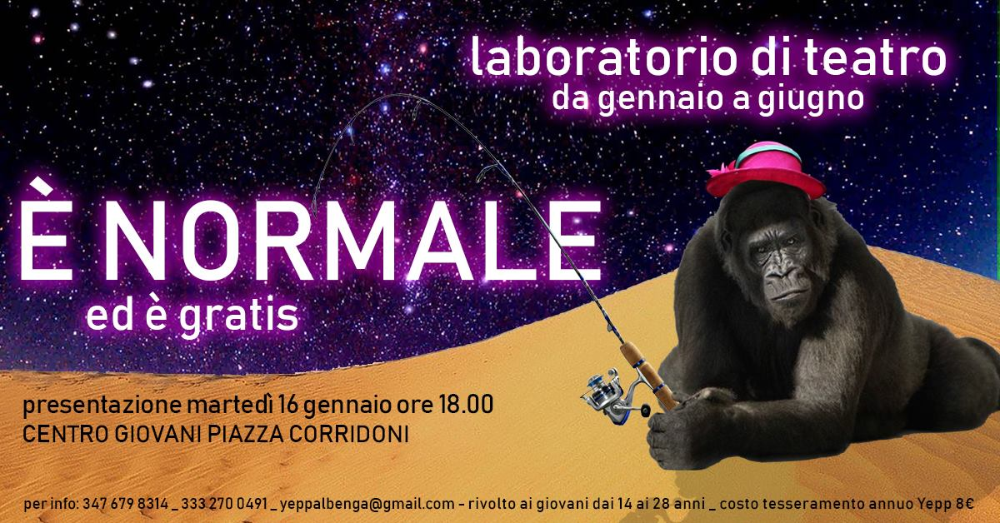 laboratorio di teatro
da gennaio a giugno
È NORMALE
ed è gratis
presentazione martedì 16 gennaio ore 18.00
CENTRO GIOVANI PIAZZA CORRIDONI
per info: 347 679 8314 _ 333 270 0491 _ yeppalbenga@gmail.com - rivolto ai giovani dai 14 ai 28 anni _ costo tesseramento annuo Yepp 8€